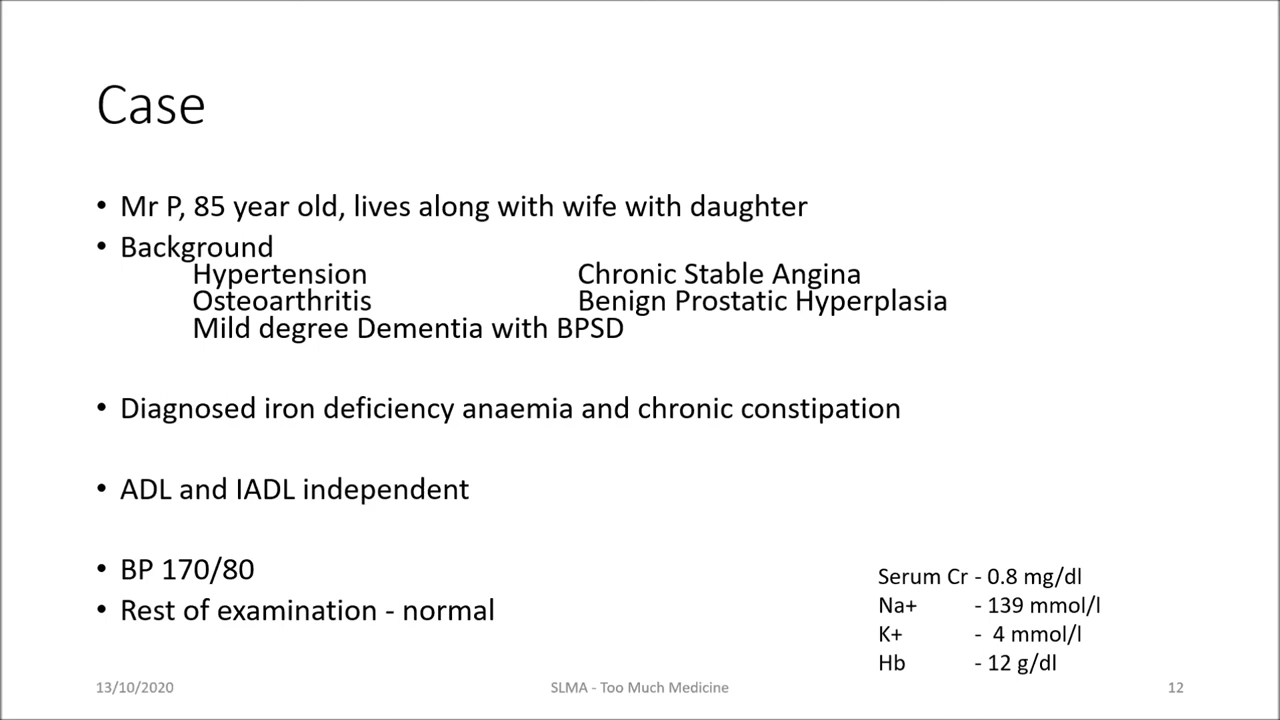 Case
• Mr P, 85 year old, lives along with wife with daughter
• Background
Hypertension Chronic Stable Angina
Osteoarthritis Benign Prostatic Hyperplasia
Mild degree Dementia with BPSD
• Diagnosed iron deficiency anaemia and chronic constipation
• ADL and IADL independent
• BP 170/80
• Rest of examination - normal
Serum Cr - 0.8 mg/dl
Na+ - 139 mmol/l
K+ - 4 mmol/l
Hb - 12 g/dl
13/10/2020 SLMA - Too Much Medicine 12